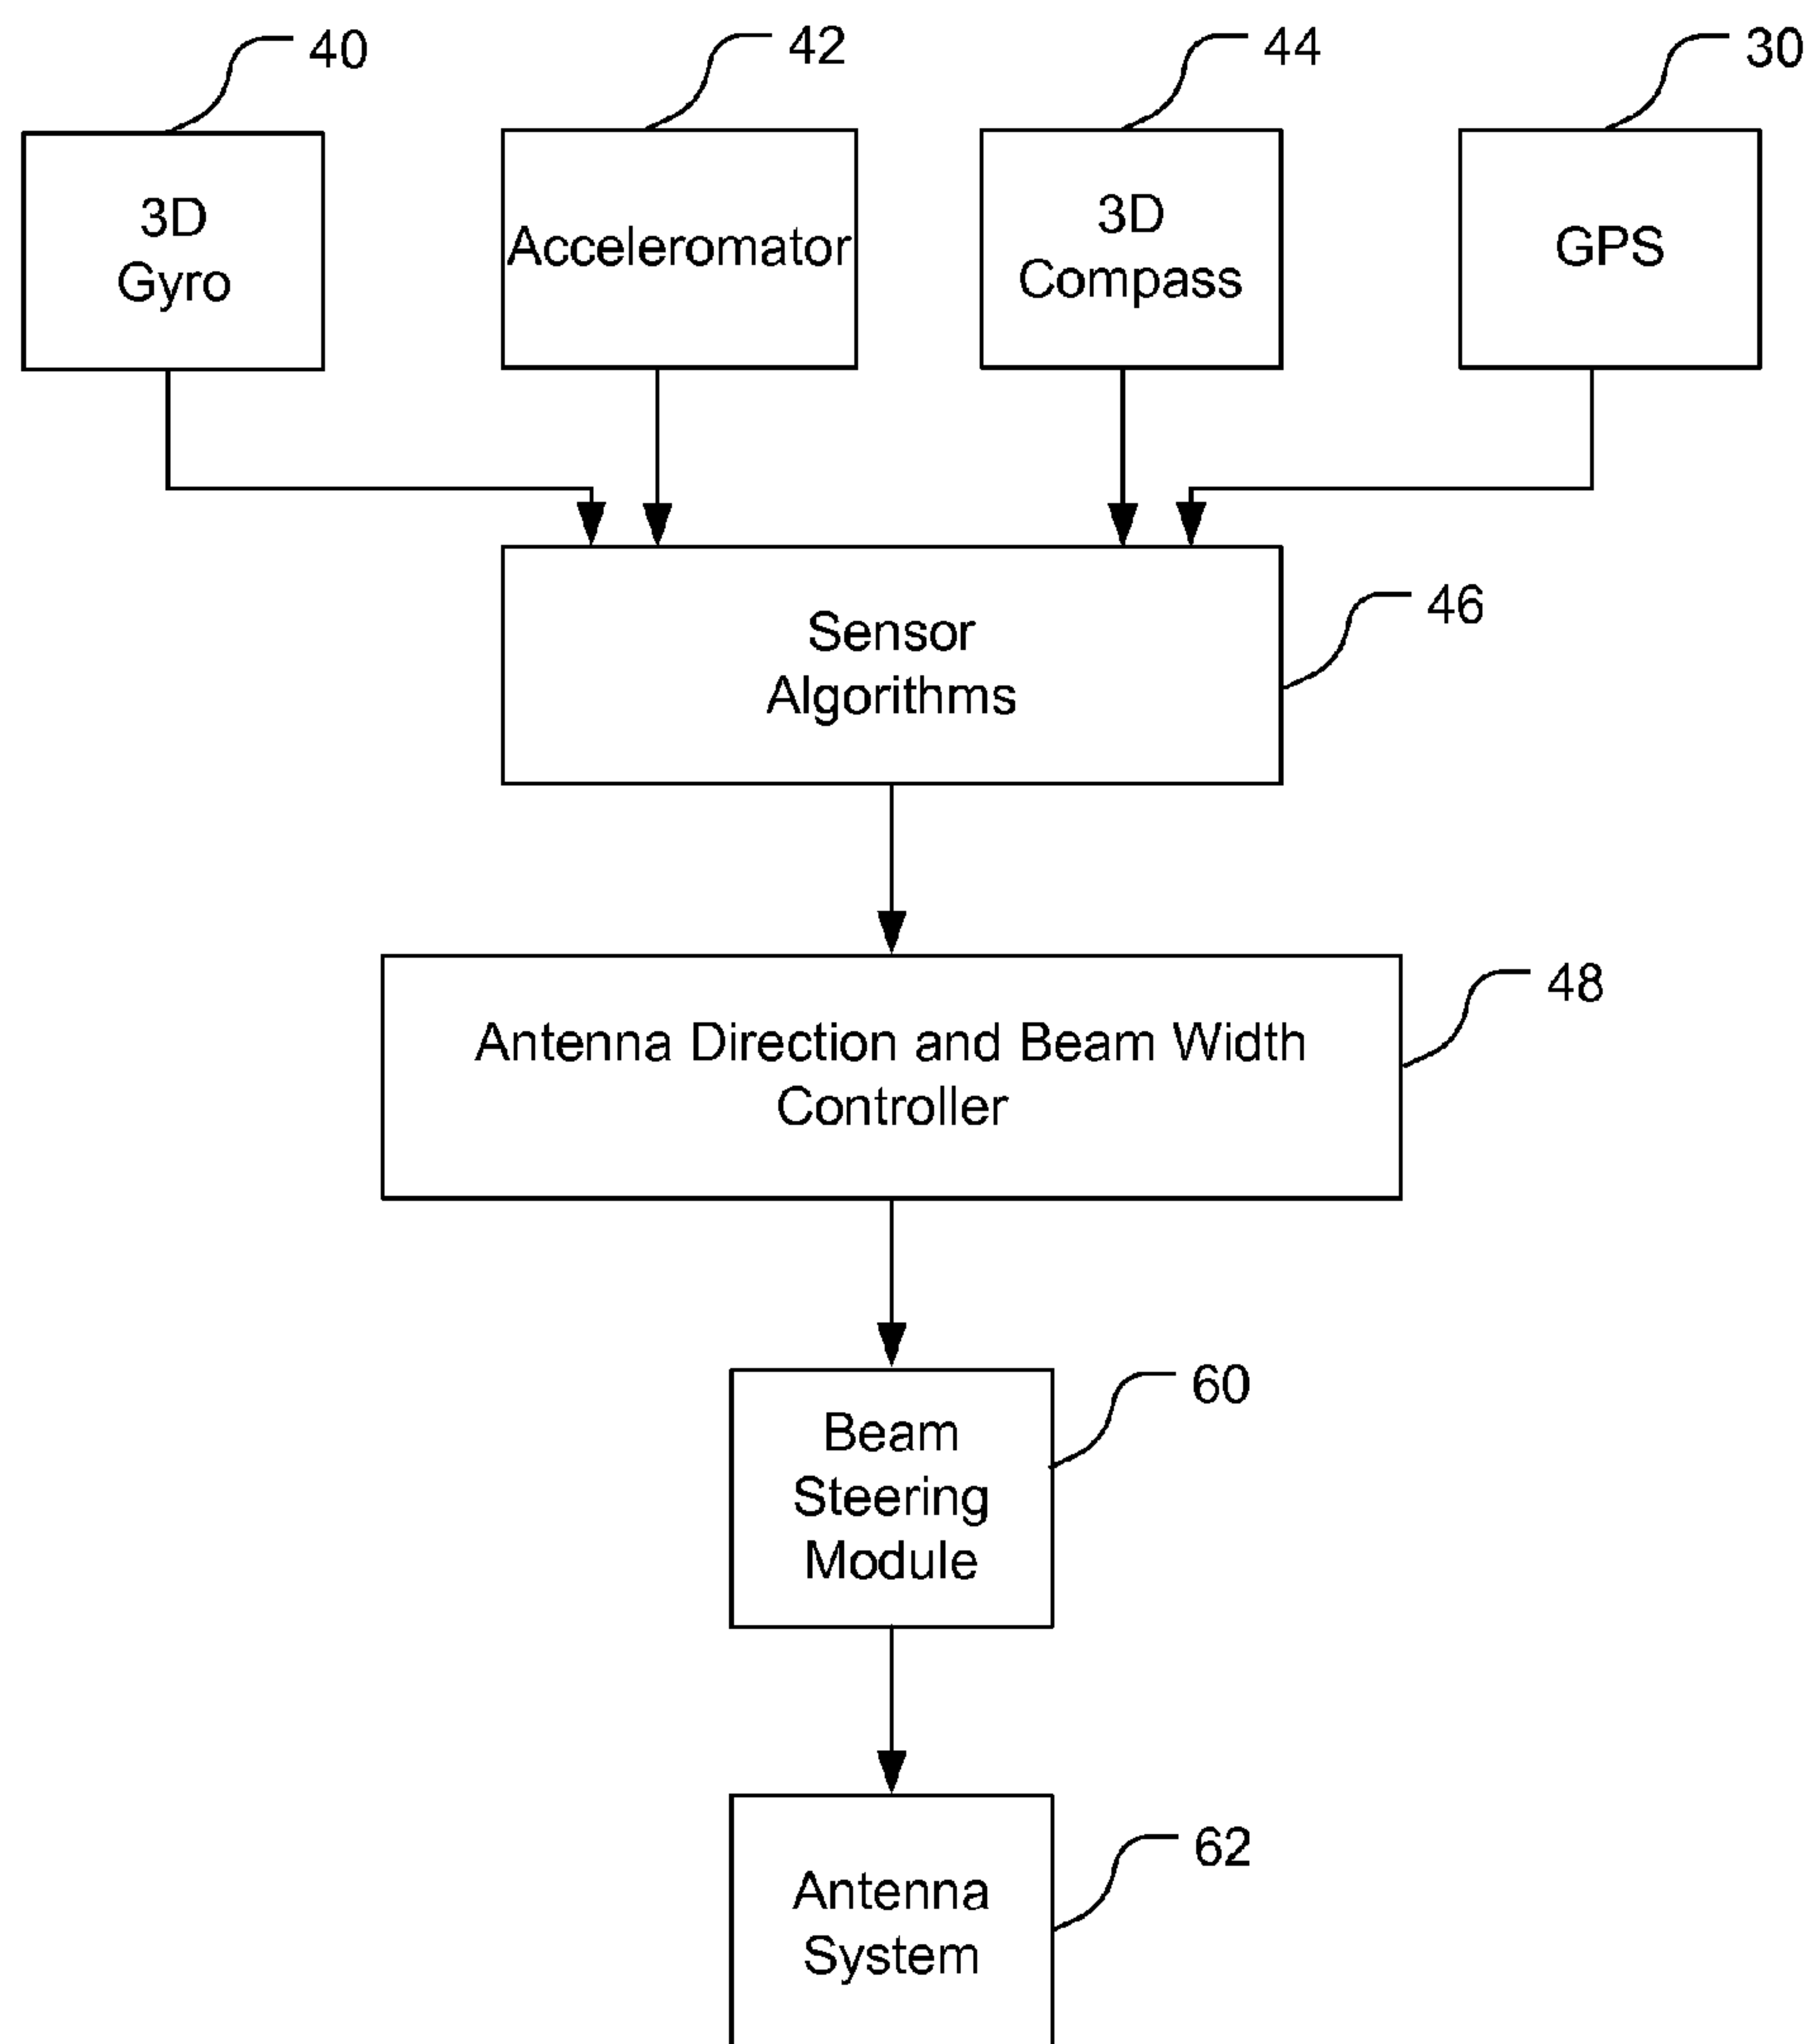 40
42
44
30
3D
Gyro
Acceleromator
3D
Compass
GPS
Sensor
Algorithms
46
Antenna Direction and Beam Width
Controller
48
Beam
Steering
Module
60
Antenna
System
62